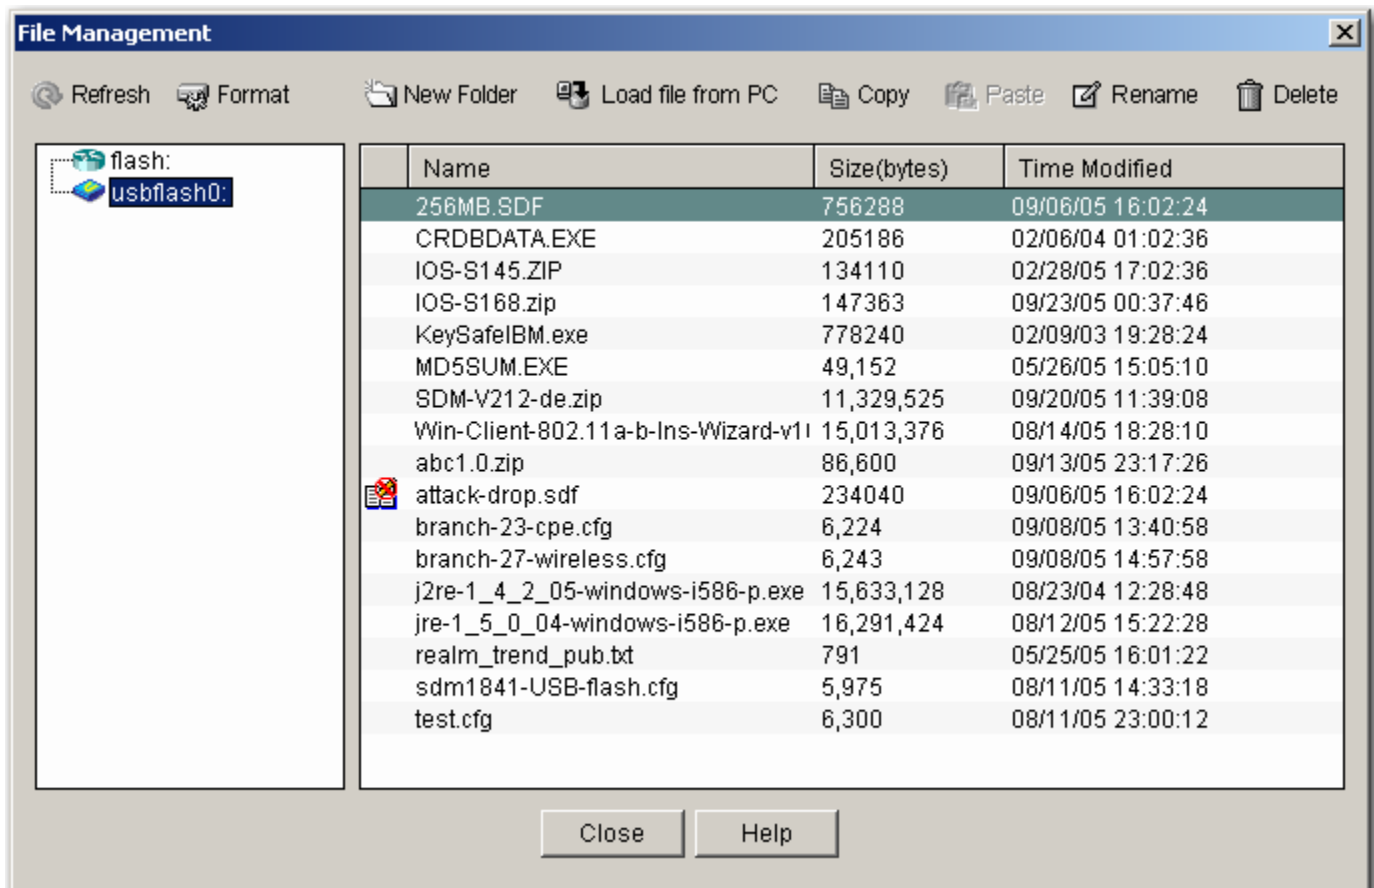 File Management
Refresh Format New Folder Load file from PC Copy Paste Rename Delete
flash:
usbflash0:
Name Size(bytes) Time Modified
256MB.SDF 756288 09/06/05 16:02:24
CRDBDATA.EXE 205186 02/06/04 01:02:36
IOS-S145.ZIP 134110 02/28/05 17:02:36
IOS-S168.zip 147363 09/23/05 00:37:46
KeySafeIBM.exe 778240 02/09/03 19:28:24
MD5SUM.EXE 49,152 05/26/05 15:05:10
SDM-V212-de.zip 11,329,525 09/20/05 11:39:08
Win-Client-802.11a-b-Ins-Wizard-v1 15,013,376 08/14/05 18:28:10
abc1.0.zip 86,600 09/13/05 23:17:26
attack-drop.sdf 234040 09/06/05 16:02:24
branch-23-cpe.cfg 6,224 09/08/05 13:40:58
branch-27-wireless.cfg 6,243 09/08/05 14:57:58
j2re-1_4_2_05-windows-i586-p.exe 15,633,128 08/23/04 12:28:48
jre-1_5_0_04-windows-i586-p.exe 16,291,424 08/12/05 15:22:28
realm_trend_pub.txt 791 05/25/05 16:01:22
sdm1841-USB-flash.cfg 5,975 08/11/05 14:33:18
test.cfg 6,300 08/11/05 23:00:12
Close Help